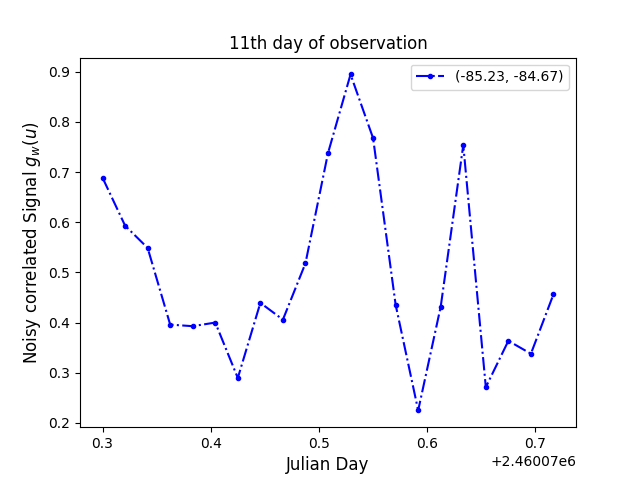 11th day of observation
(-85.23, -84.67)
Noisy correlated Signal g_w(u)
0.9
0.8
0.7
0.6
0.5
0.4
0.3
0.2
0.3 0.4 0.5 0.6 0.7
+2.46007e6
Julian Day